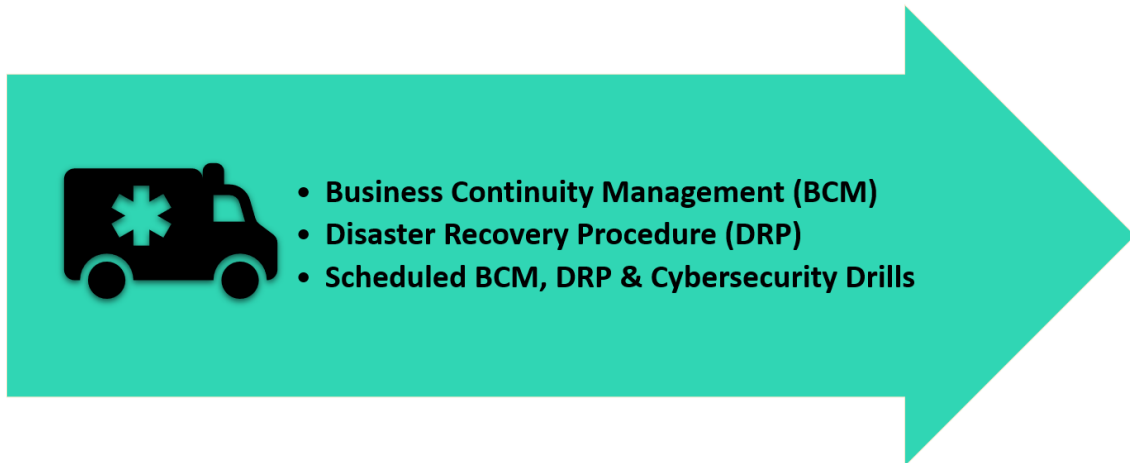 • Business Continuity Management (BCM)
• Disaster Recovery Procedure (DRP)
• Scheduled BCM, DRP & Cybersecurity Drills